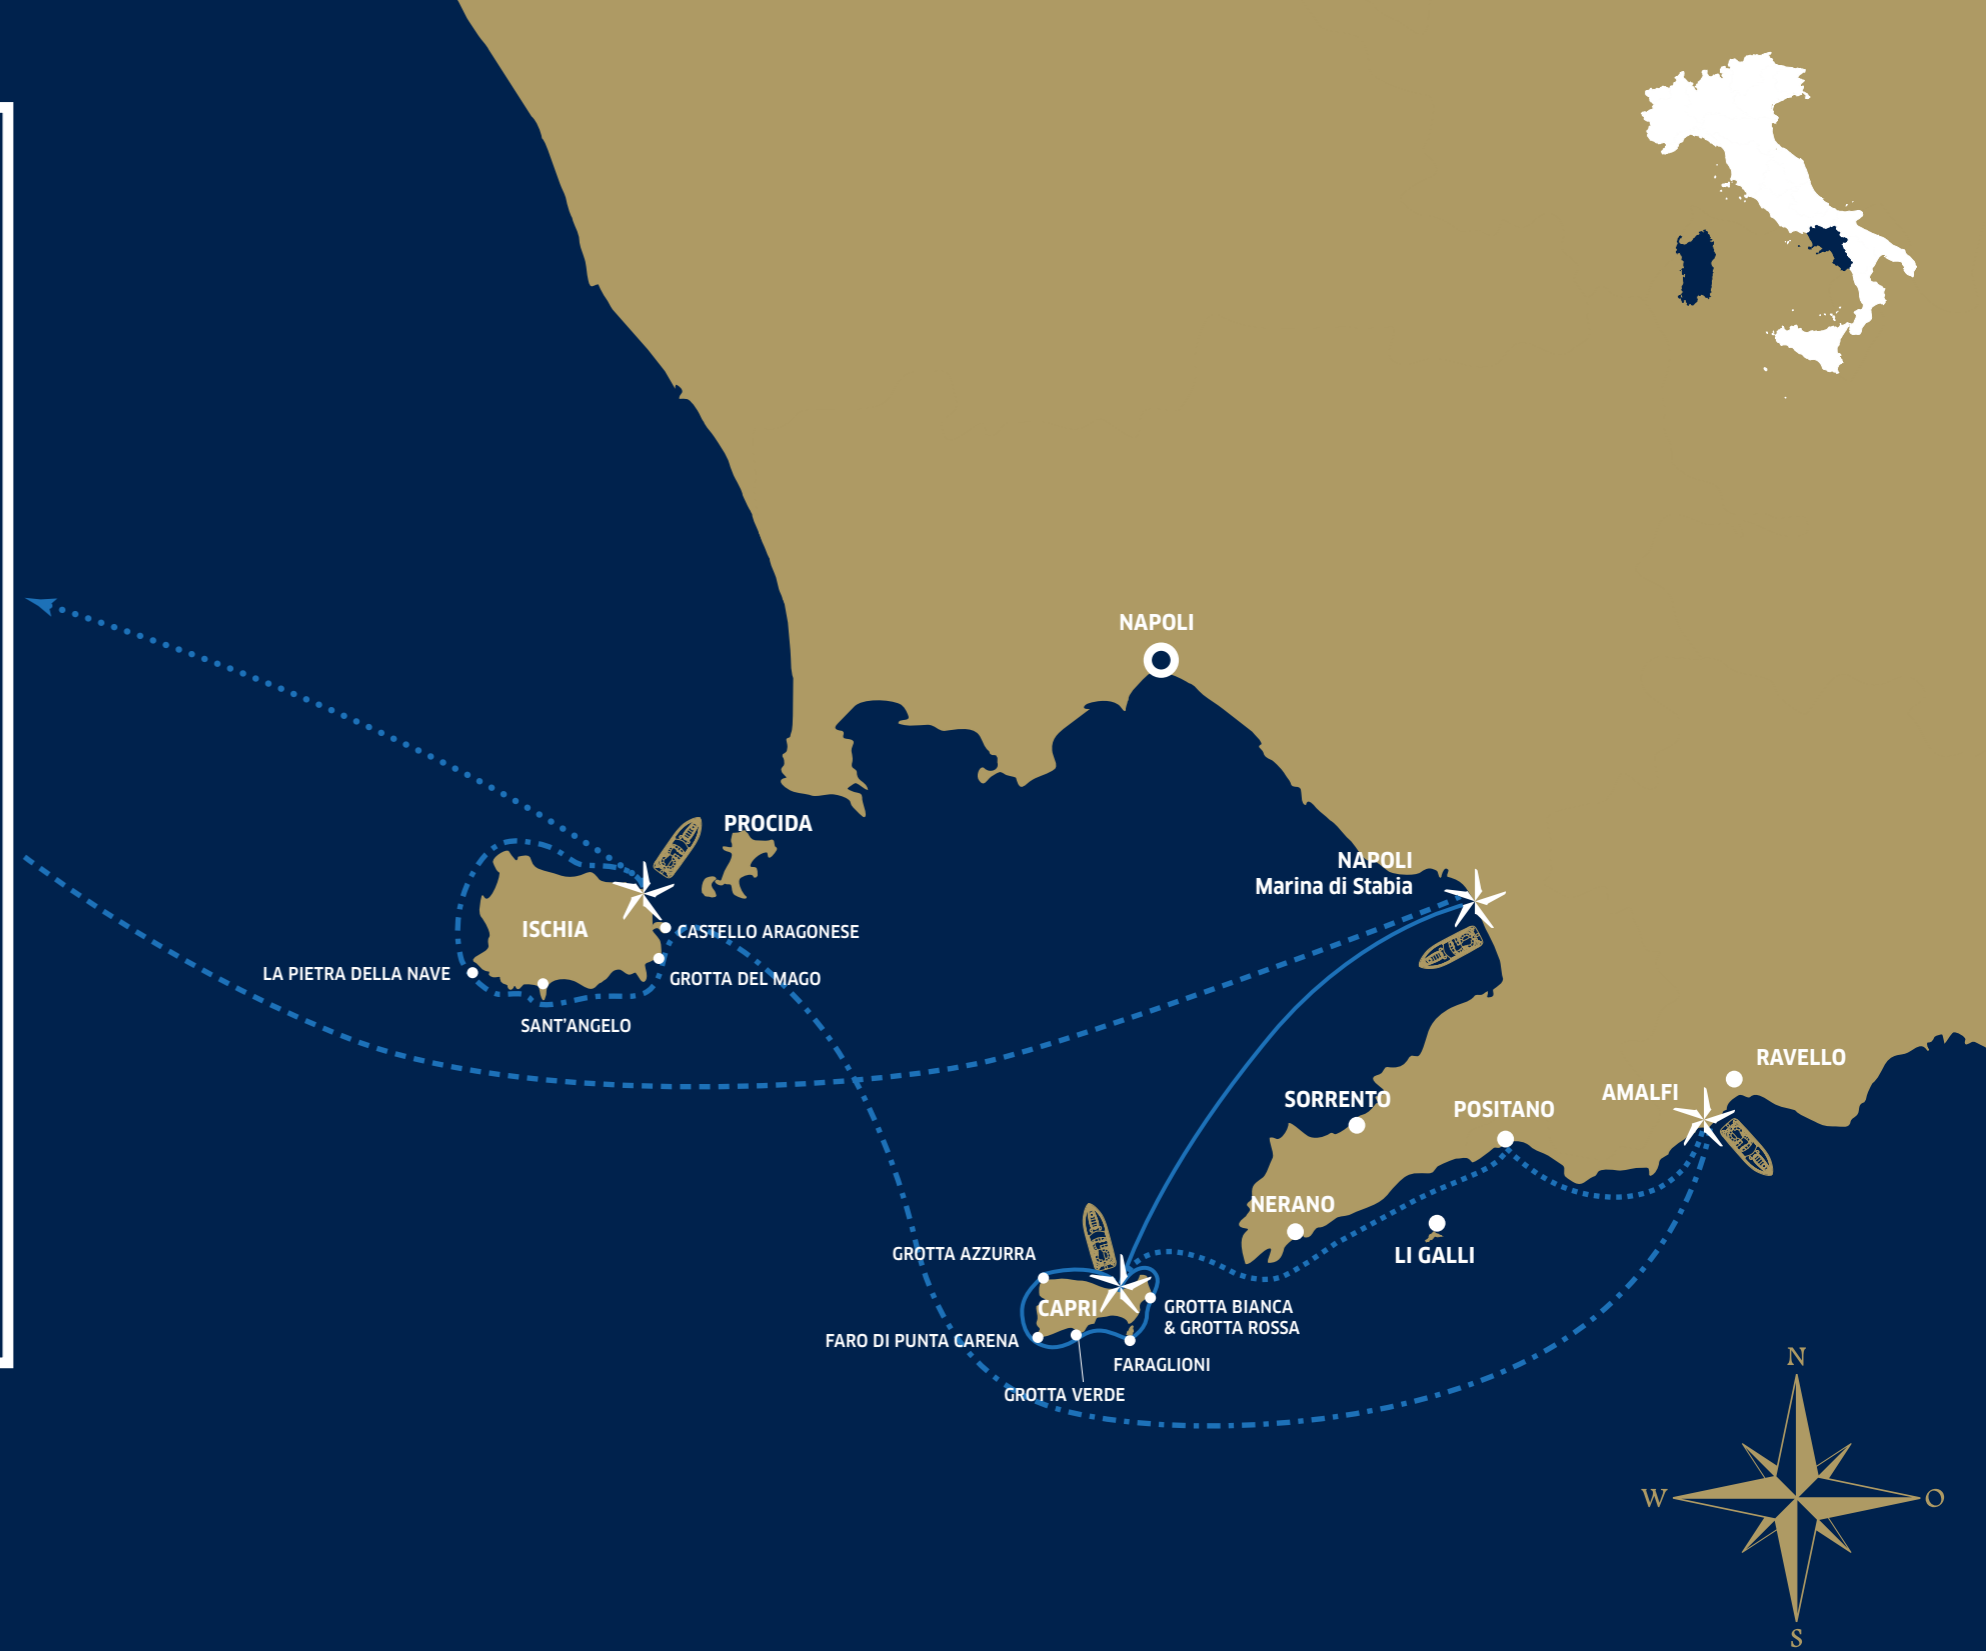 NAPOLI
PROCIDA
NAPOLI
Marina di Stabia
ISCHIA
CASTELLO ARAGONESE
LA PIETRA DELLA NAVE
GROTTA DEL MAGO
SANT'ANGELO
RAVELLO
AMALFI
SORRENTO
POSITANO
NERANO
LI GALLI
GROTTA AZZURRA
CAPRI
GROTTA BIANCA
& GROTTA ROSSA
FARO DI PUNTA CARENA
FARAGLIONI
GROTTA VERDE
N
W
O
S